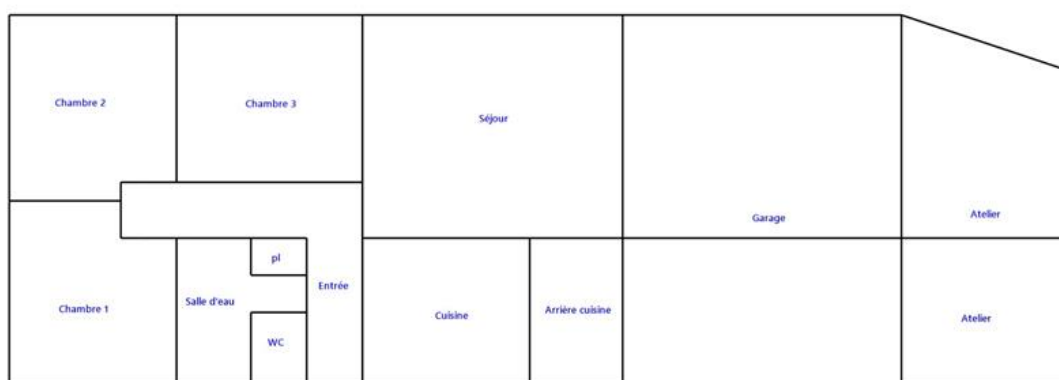 Chambre 2
Chambre 3
Séjour
Garage
Atelier
pl
Entrée
Salle d'eau
Chambre 1
Cuisine
Arrière cuisine
Atelier
WC